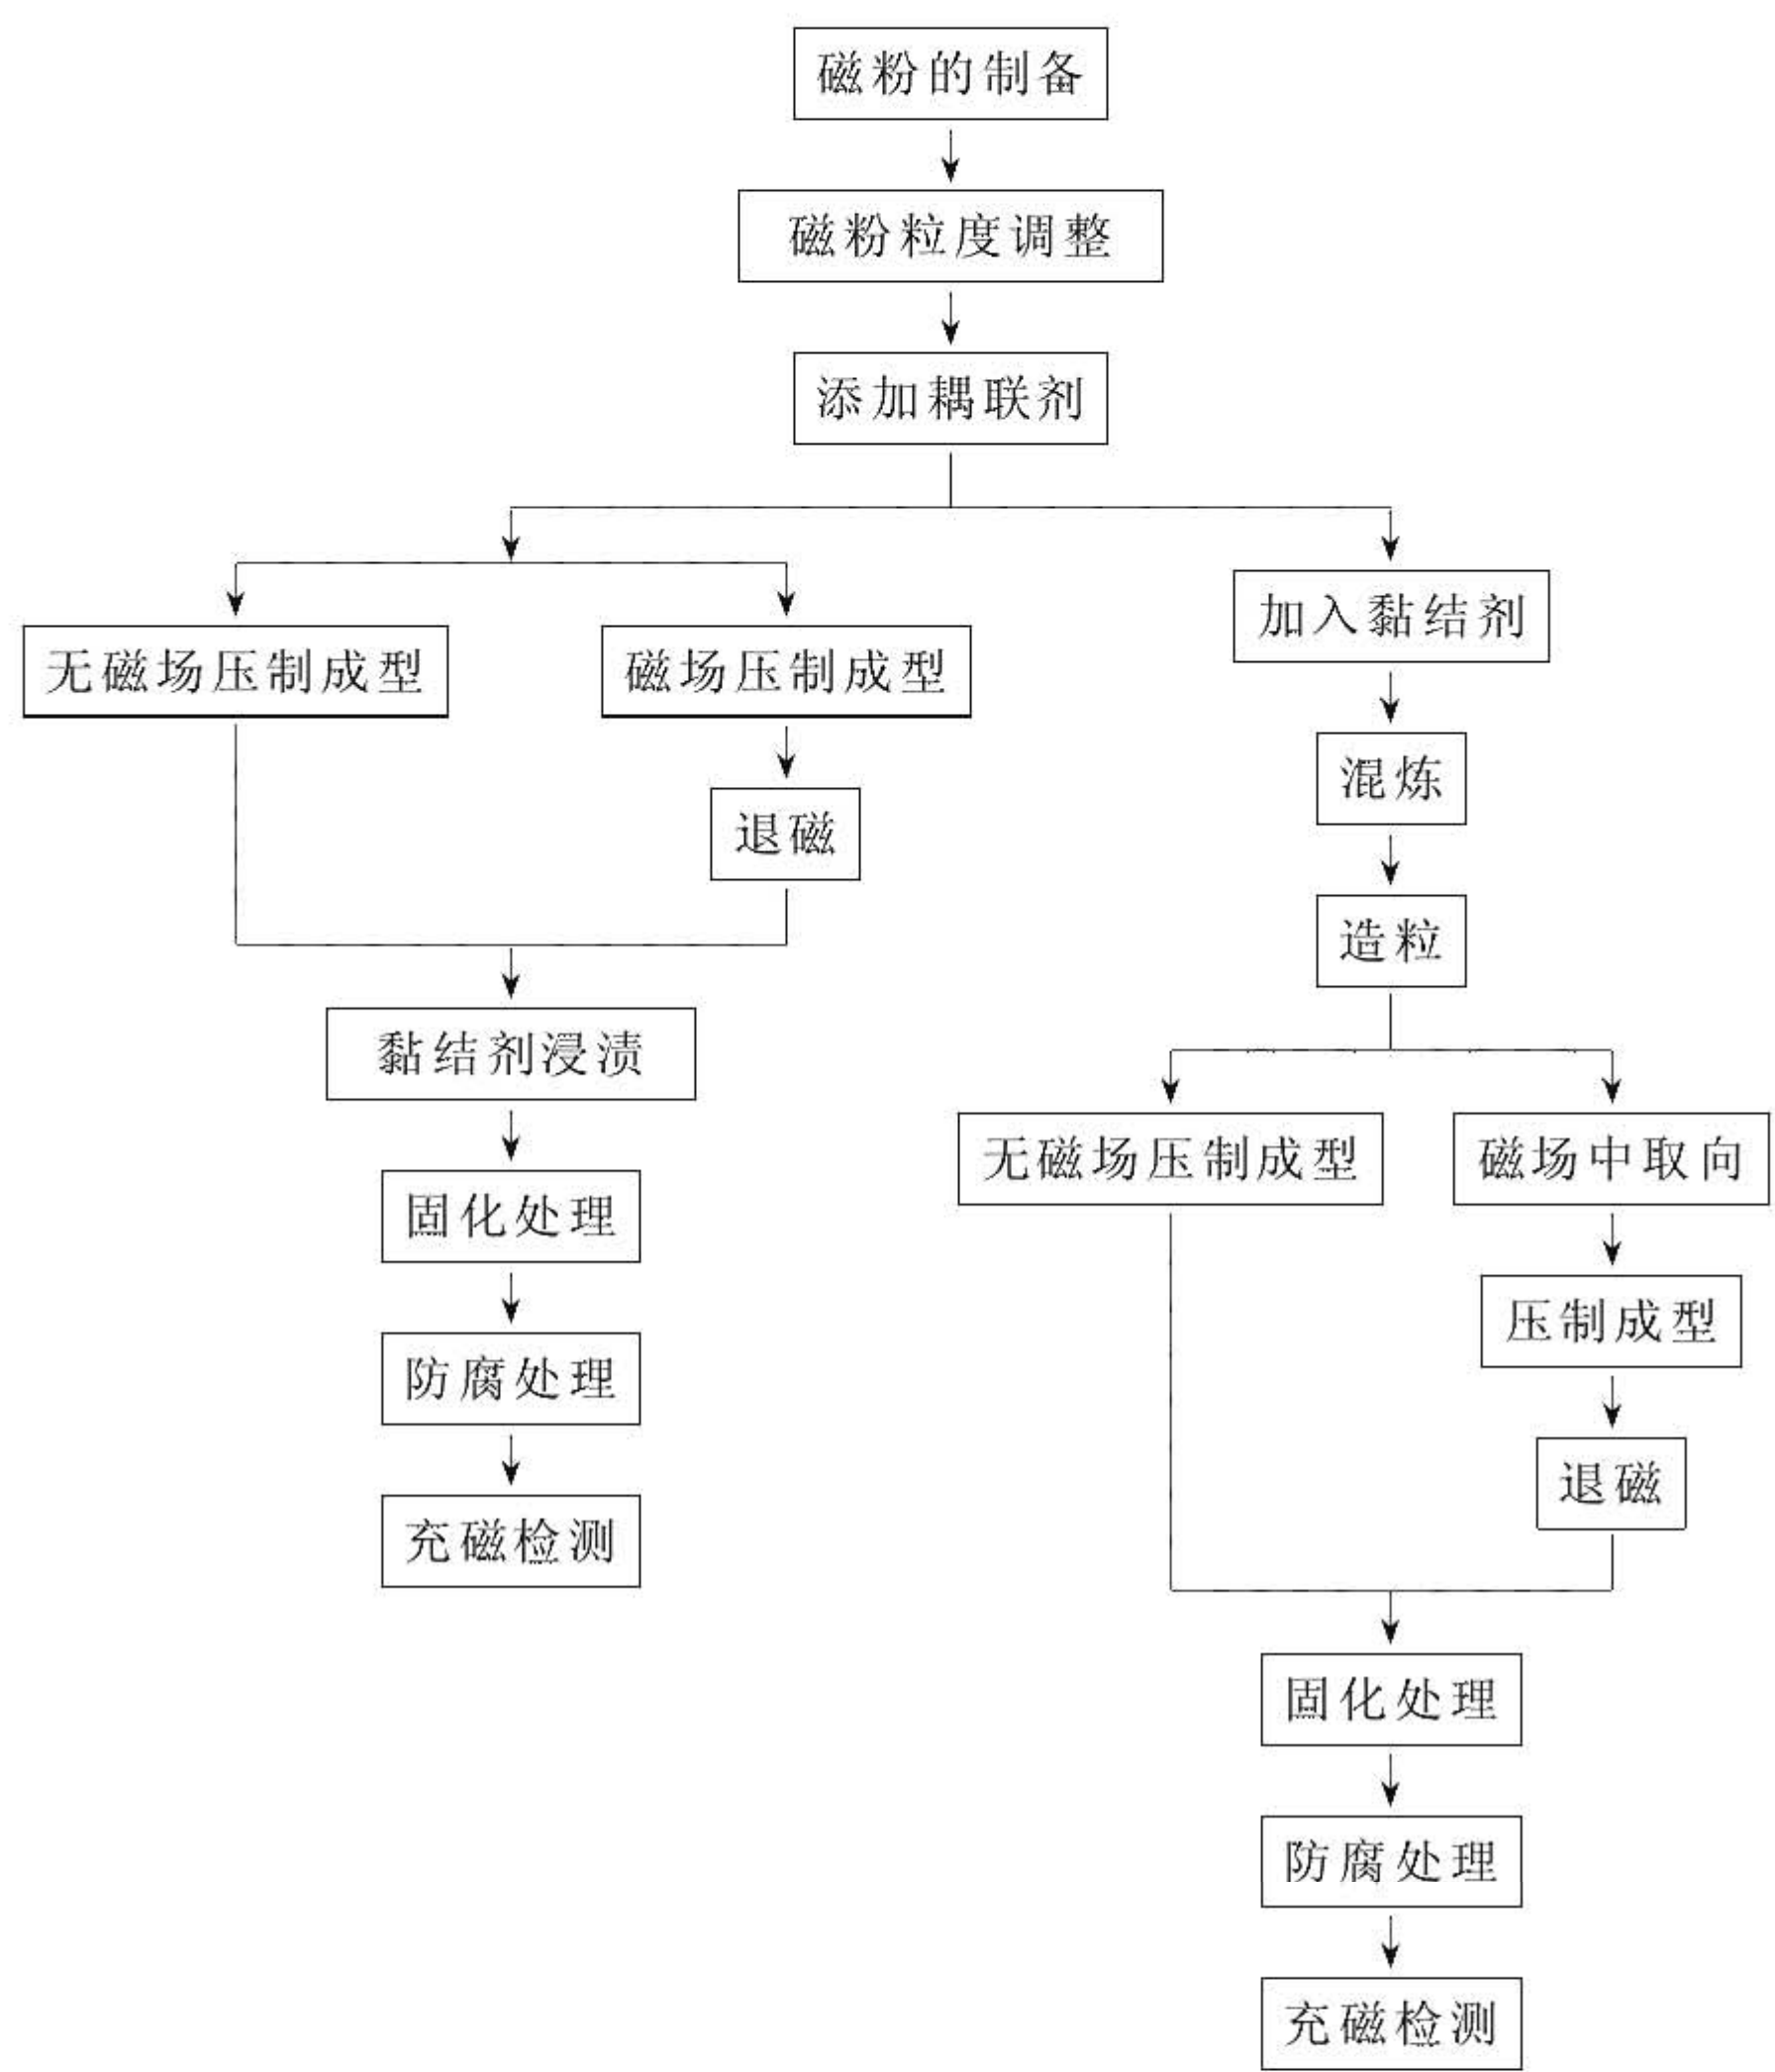 磁粉的制备
磁粉粒度调整
添加耦联剂
无磁场压制成型
磁场压制成型
退磁
黏结剂浸渍
固化处理
防腐处理
充磁检测
加入黏结剂
混炼
造粒
无磁场压制成型
磁场中取向
压制成型
退磁
固化处理
防腐处理
充磁检测